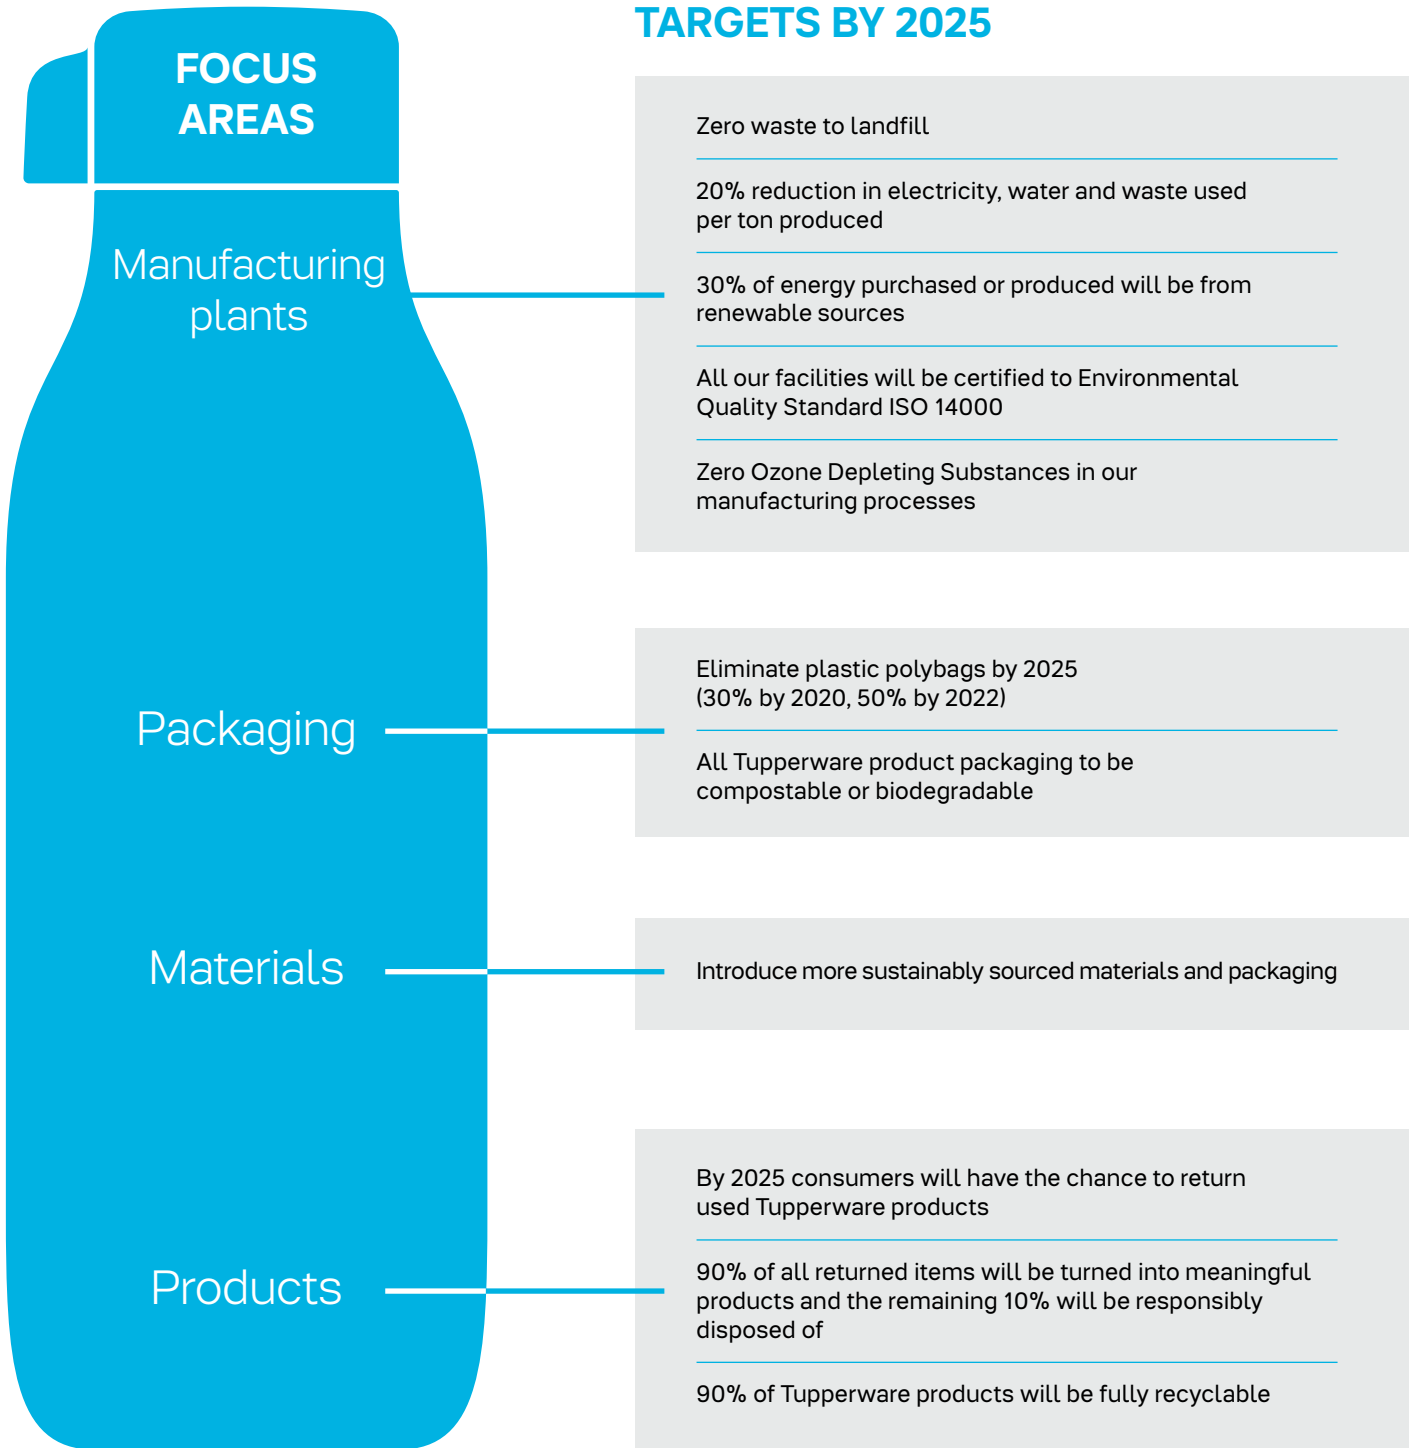 TARGETS BY 2025
FOCUS
AREAS
Manufacturing
plants
Zero waste to landfill
20% reduction in electricity, water and waste used
per ton produced
30% of energy purchased or produced will be from
renewable sources
All our facilities will be certified to Environmental
Quality Standard ISO 14000
Zero Ozone Depleting Substances in our
manufacturing processes
Packaging
Eliminate plastic polybags by 2025
(30% by 2020, 50% by 2022)
All Tupperware product packaging to be
compostable or biodegradable
Materials
Introduce more sustainably sourced materials and packaging
Products
By 2025 consumers will have the chance to return
used Tupperware products
90% of all returned items will be turned into meaningful
products and the remaining 10% will be responsibly
disposed of
90% of Tupperware products will be fully recyclable